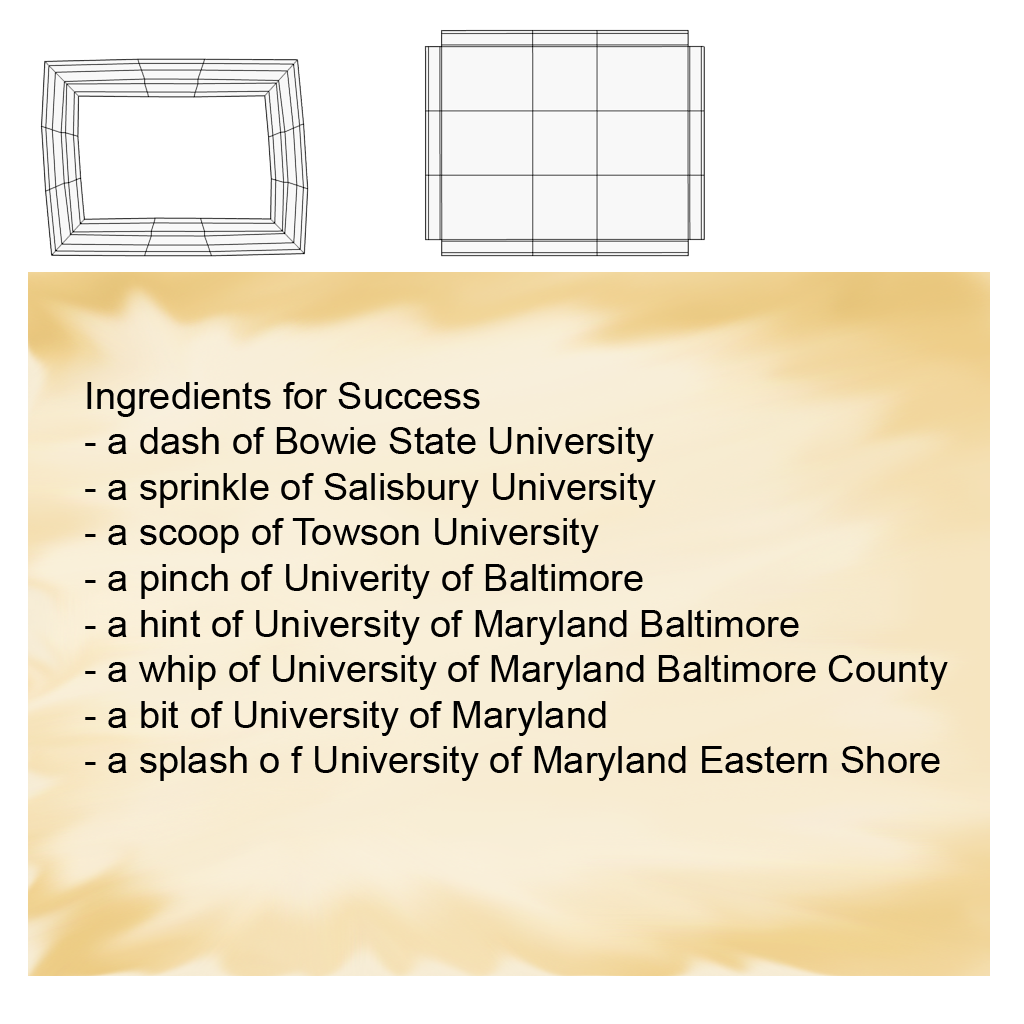 Ingredients for Success
- a dash of Bowie State University
- a sprinkle of Salisbury University
- a scoop of Towson University
- a pinch of Univerity of Baltimore
- a hint of University of Maryland Baltimore
- a whip of University of Maryland Baltimore County
- a bit of University of Maryland
- a splash o f University of Maryland Eastern Shore